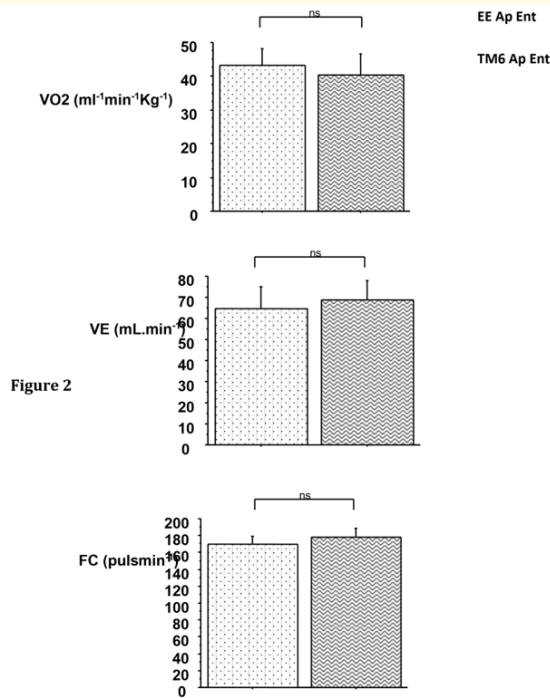 ns
EE Ap Ent
TM6 Ap Ent
VO2 (ml⁻¹min⁻¹Kg⁻¹)
50
40
30
20
10
0
ns
VE (mL.min⁻¹)
80
70
60
50
40
30
20
10
0
Figure 2
ns
FC (pulsmin⁻¹)
200
180
160
140
120
100
80
60
40
20
0